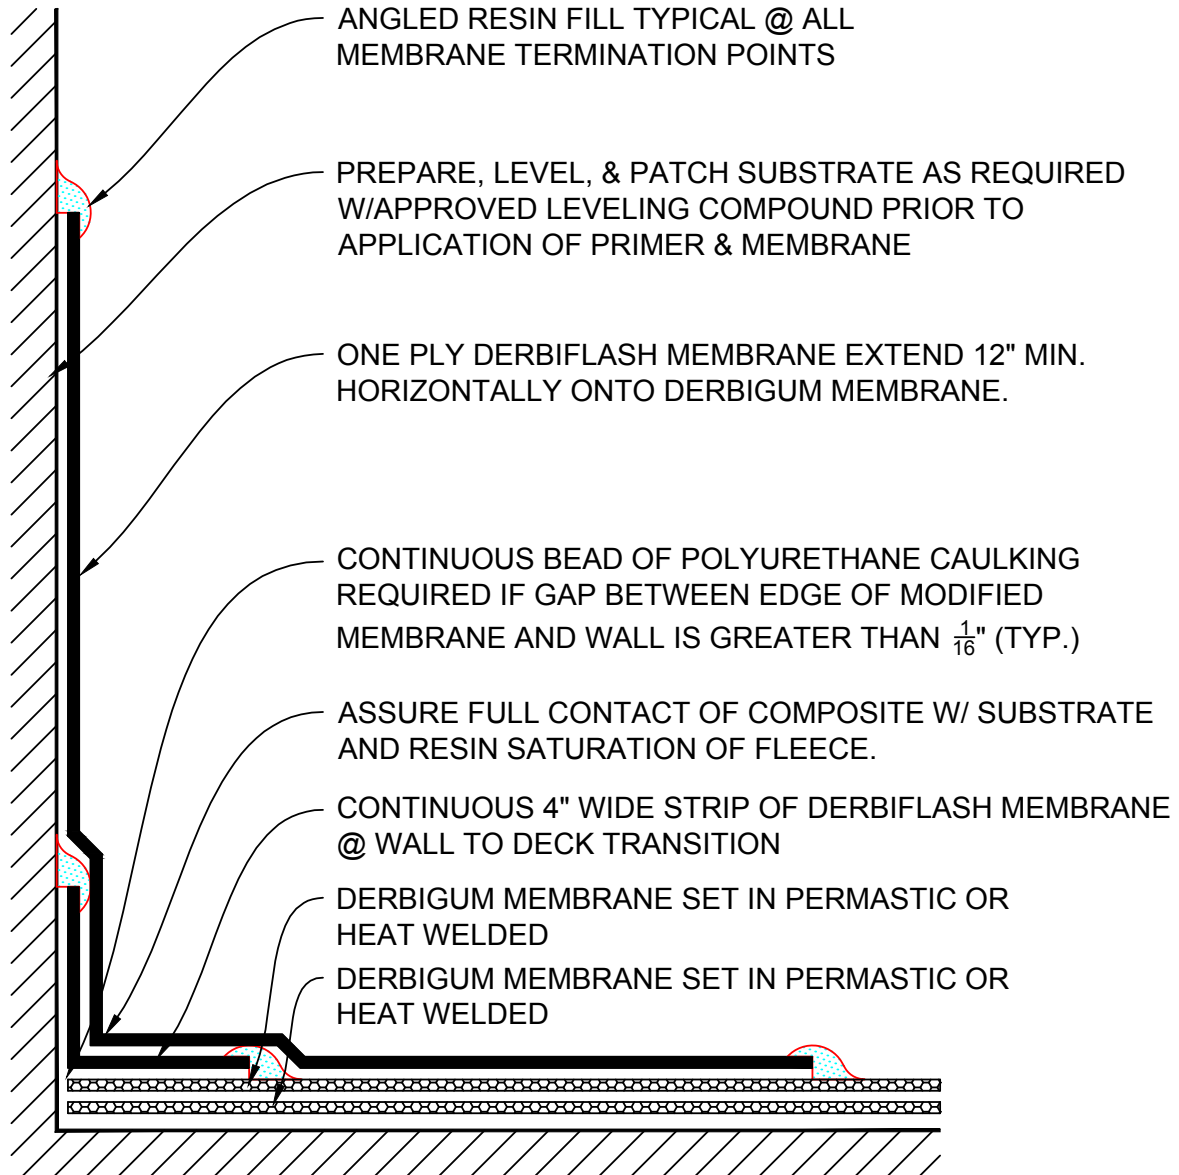 ANGLED RESIN FILL TYPICAL @ ALL
MEMBRANE TERMINATION POINTS
PREPARE, LEVEL, & PATCH SUBSTRATE AS REQUIRED
W/APPROVED LEVELING COMPOUND PRIOR TO
APPLICATION OF PRIMER & MEMBRANE
ONE PLY DERBIFLASH MEMBRANE EXTEND 12" MIN.
HORIZONTALLY ONTO DERBIGUM MEMBRANE.
CONTINUOUS BEAD OF POLYURETHANE CAULKING
REQUIRED IF GAP BETWEEN EDGE OF MODIFIED
MEMBRANE AND WALL IS GREATER THAN 1/16" (TYP.)
ASSURE FULL CONTACT OF COMPOSITE W/ SUBSTRATE
AND RESIN SATURATION OF FLEECE.
CONTINUOUS 4" WIDE STRIP OF DERBIFLASH MEMBRANE
@ WALL TO DECK TRANSITION
DERBIGUM MEMBRANE SET IN PERMASTIC OR
HEAT WELDED
DERBIGUM MEMBRANE SET IN PERMASTIC OR
HEAT WELDED